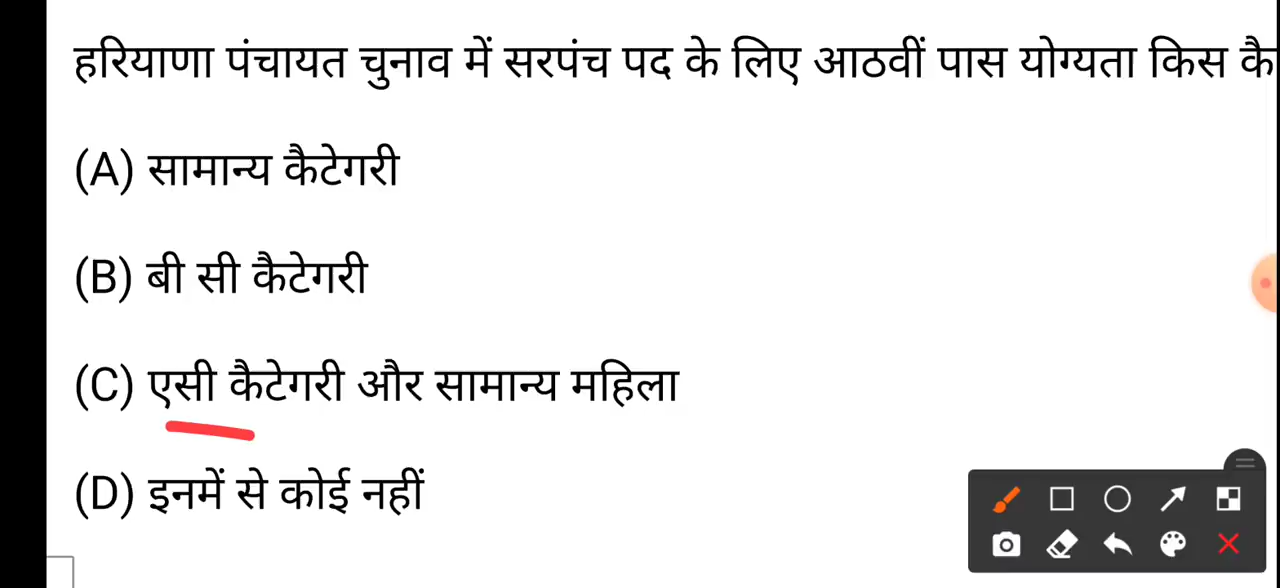 हरियाणा पंचायत चुनाव में सरपंच पद के लिए आठवीं पास योग्यता किस
(A) सामान्य कैटेगरी
(B) बी सी कैटेगरी
(C) एसी कैटेगरी और सामान्य महिला
(D) इनमें से कोई नहीं